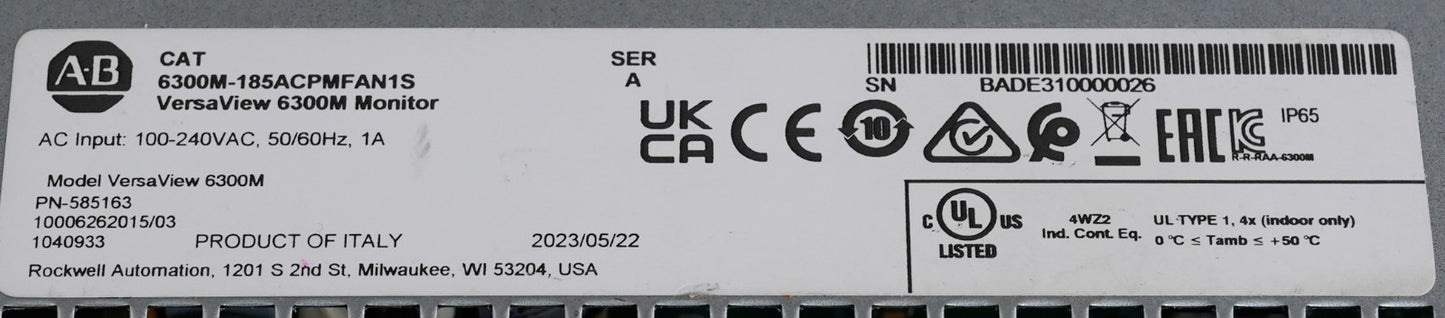 A-B
CAT
6300M-185ACPMFAN1S
VersaView 6300M Monitor
AC Input: 100-240VAC, 50/60Hz, 1A
Model VersaView 6300M
PN-585163
10006262015/03
1040933
PRODUCT OF ITALY
2023/05/22
Rockwell Automation, 1201 S 2nd St, Milwaukee, WI 53204, USA
SER
A
SN
BADE310000026
UK
CA
CE
10
EAC
KC
IP65
R-R-RAA-6300M
C UL US
LISTED
4WZ2
Ind. Cont. Eq.
UL TYPE 1, 4x (indoor only)
0 °C ≤ Tamb ≤ +50 °C